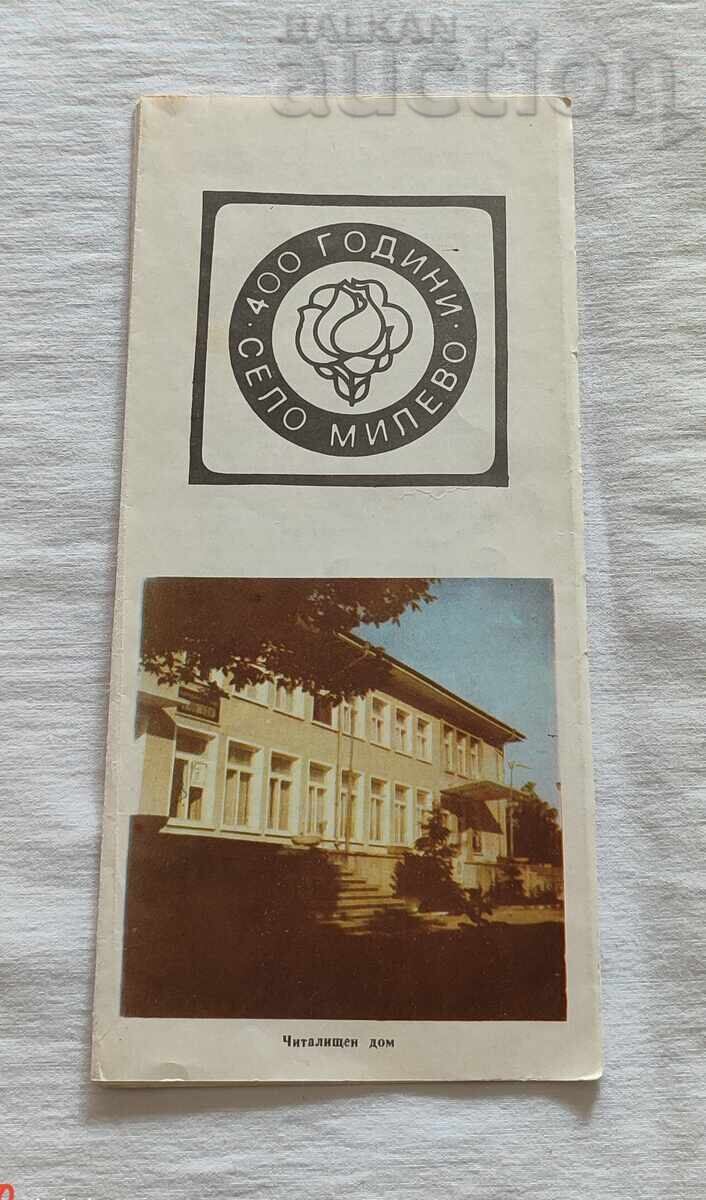 BALKAN
auction
· 400 ГОДИНИ ·
СЕЛО МИЛЕВО
Читалищен дом